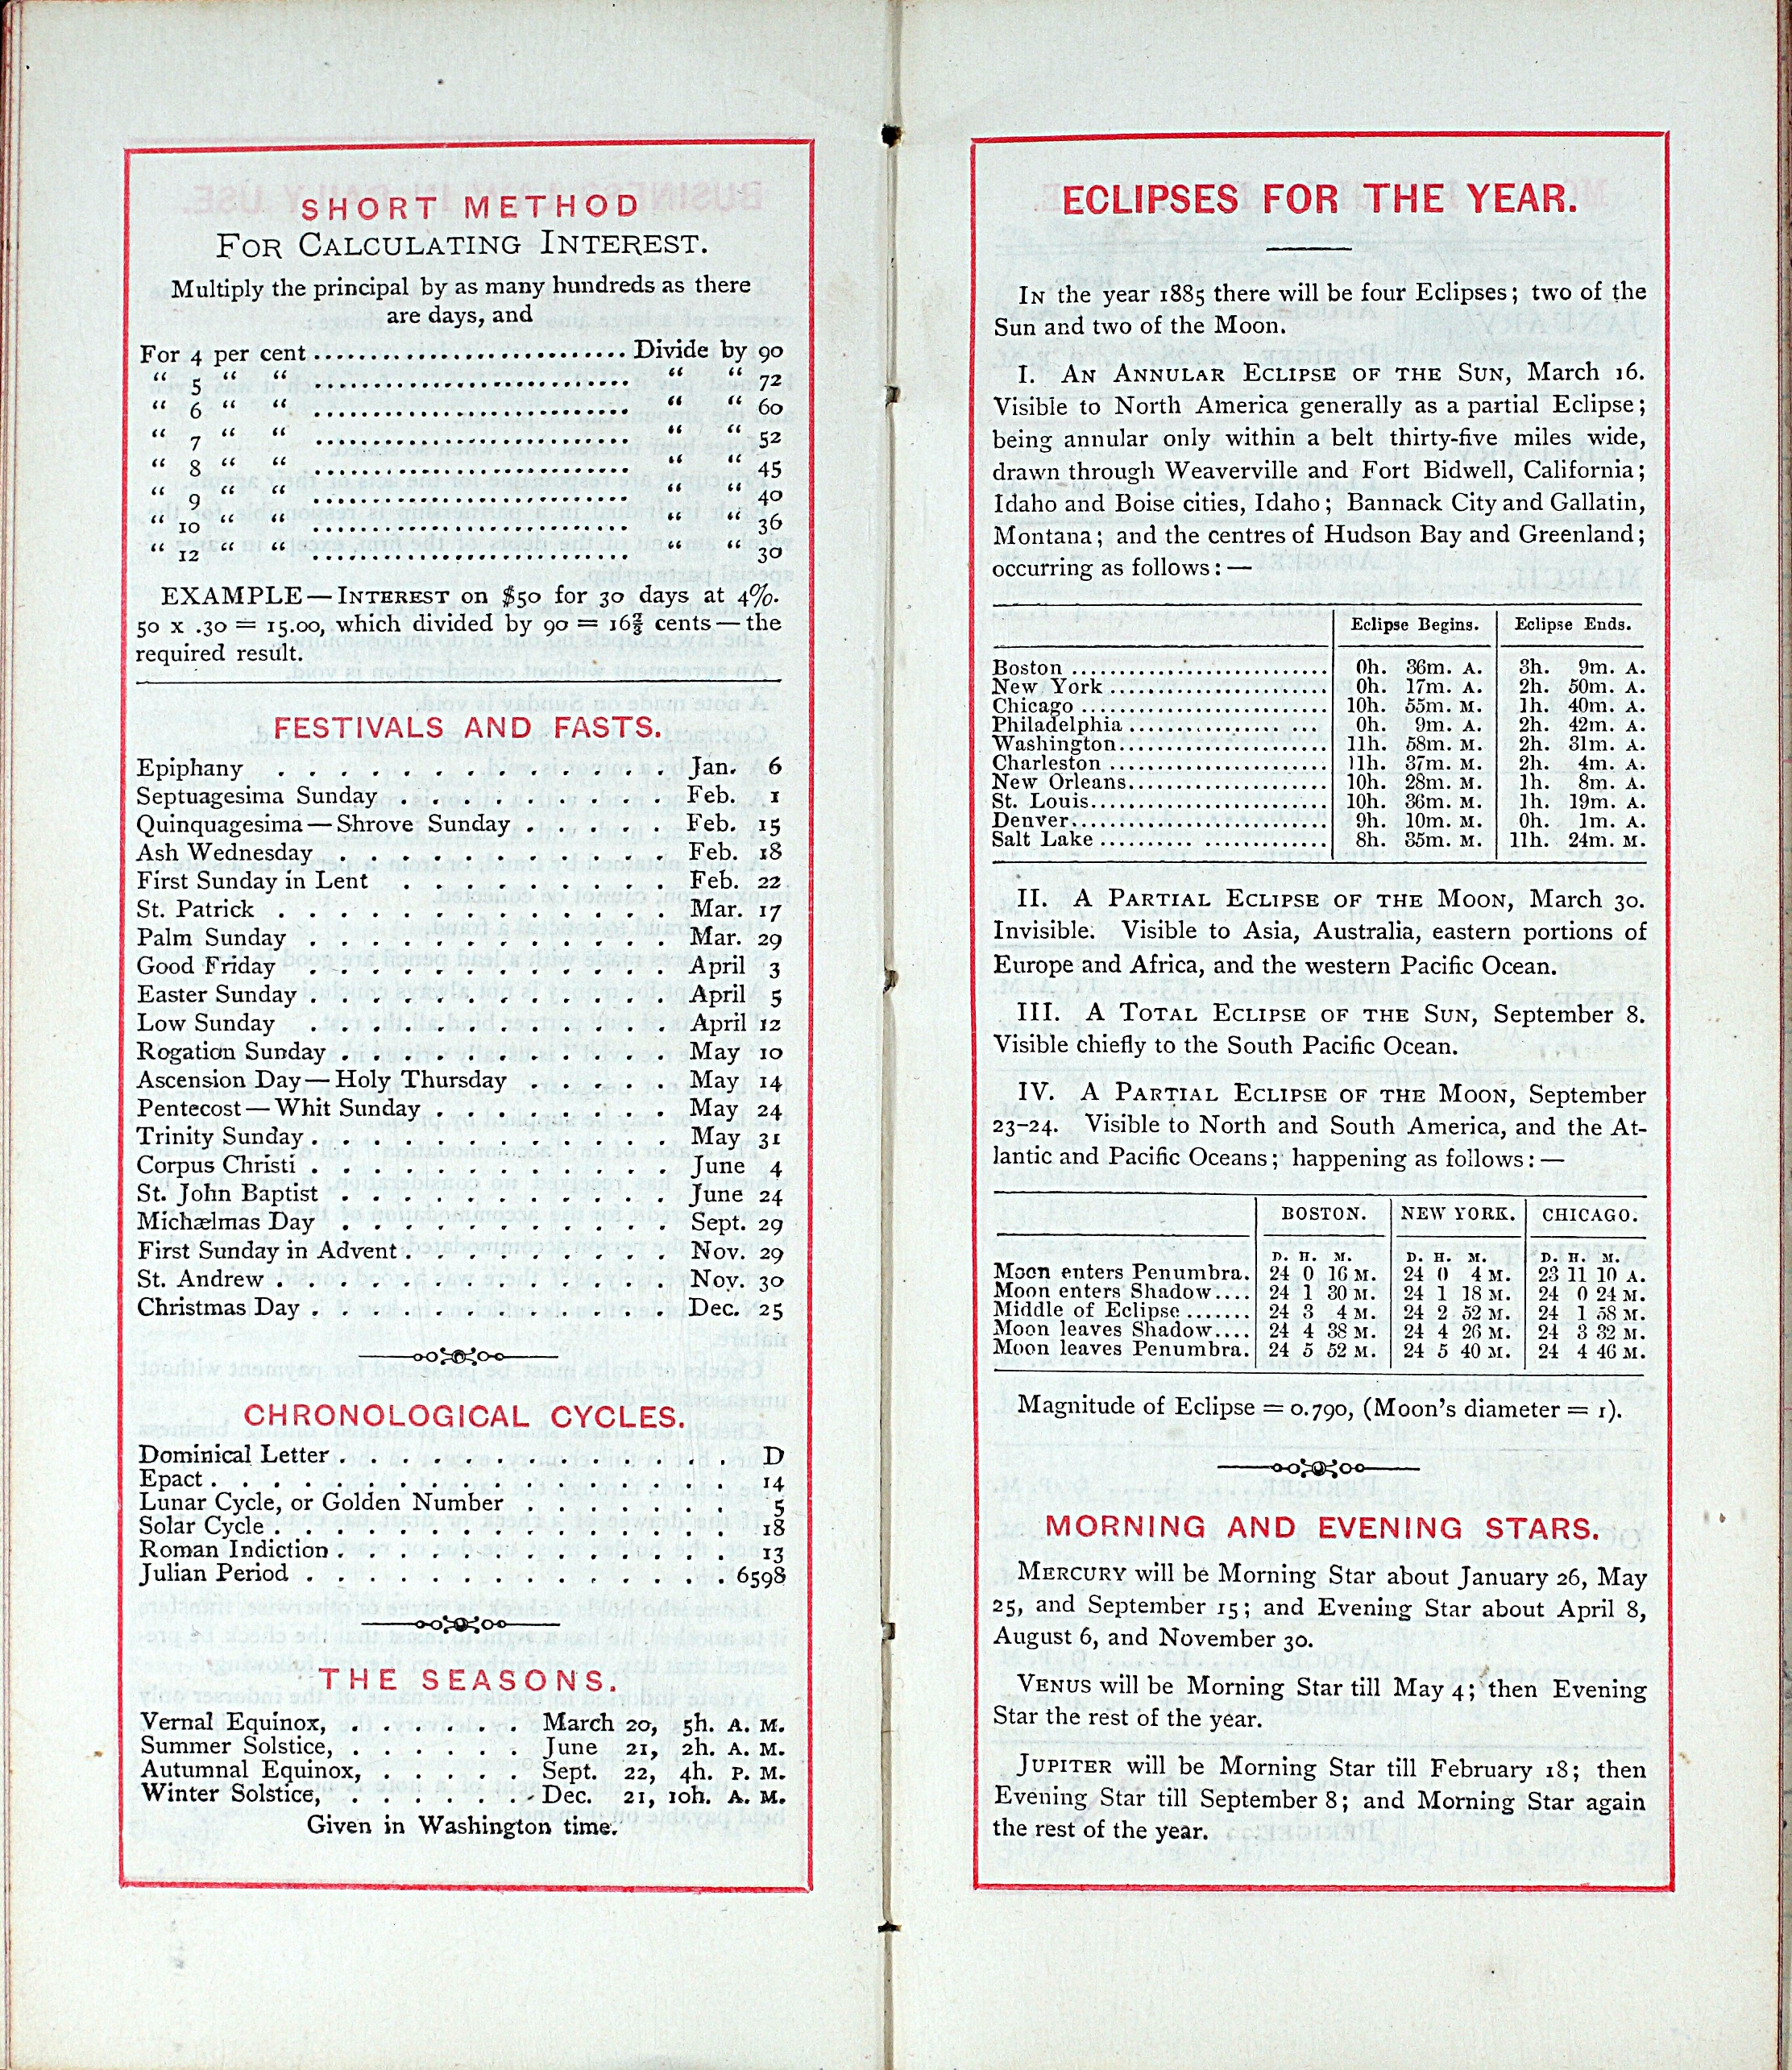 SHORT METHOD
FOR CALCULATING INTEREST.
Multiply the principal by as many hundreds as there
are days, and
For 4 per cent ............................ Divide by 90
“ 5 “ “ ............................ “ “ 72
“ 6 “ “ ............................ “ “ 60
“ 7 “ “ ............................ “ “ 52
“ 8 “ “ ............................ “ “ 45
“ 9 “ “ ............................ “ “ 40
“ 10 “ “ ............................ “ “ 36
“ 12 “ “ ............................ “ “ 30
EXAMPLE — INTEREST on $50 for 30 days at 4%.
50 x .30 = 15.00, which divided by 90 = 16⅔ cents — the
required result.
FESTIVALS AND FASTS.
Epiphany . . . . . . . . . . . . . Jan. 6
Septuagesima Sunday . . . . . . . . . Feb. 1
Quinquagesima — Shrove Sunday . . . . . Feb. 15
Ash Wednesday . . . . . . . . . . . Feb. 18
First Sunday in Lent . . . . . . . . . Feb. 22
St. Patrick . . . . . . . . . . . . . Mar. 17
Palm Sunday . . . . . . . . . . . . Mar. 29
Good Friday . . . . . . . . . . . . April 3
Easter Sunday . . . . . . . . . . . . April 5
Low Sunday . . . . . . . . . . . . April 12
Rogation Sunday . . . . . . . . . . . May 10
Ascension Day — Holy Thursday . . . . . May 14
Pentecost — Whit Sunday . . . . . . . . May 24
Trinity Sunday . . . . . . . . . . . . May 31
Corpus Christi . . . . . . . . . . . . June 4
St. John Baptist . . . . . . . . . . . June 24
Michælmas Day . . . . . . . . . . . Sept. 29
First Sunday in Advent . . . . . . . . . Nov. 29
St. Andrew . . . . . . . . . . . . . Nov. 30
Christmas Day . . . . . . . . . . . . Dec. 25
CHRONOLOGICAL CYCLES.
Dominical Letter . . . . . . . . . . . . . D
Epact . . . . . . . . . . . . . . . . . 14
Lunar Cycle, or Golden Number . . . . . . . 5
Solar Cycle . . . . . . . . . . . . . . . 18
Roman Indiction . . . . . . . . . . . . . 13
Julian Period . . . . . . . . . . . . . . 6598
THE SEASONS.
Vernal Equinox, . . . . . . March 20, 5h. A. M.
Summer Solstice, . . . . . . June 21, 2h. A. M.
Autumnal Equinox, . . . . . Sept. 22, 4h. P. M.
Winter Solstice, . . . . . . Dec. 21, 10h. A. M.
Given in Washington time.
ECLIPSES FOR THE YEAR.
IN the year 1885 there will be four Eclipses; two of the
Sun and two of the Moon.
I. AN ANNULAR ECLIPSE OF THE SUN, March 16.
Visible to North America generally as a partial Eclipse;
being annular only within a belt thirty-five miles wide,
drawn through Weaverville and Fort Bidwell, California;
Idaho and Boise cities, Idaho; Bannack City and Gallatin,
Montana; and the centres of Hudson Bay and Greenland;
occurring as follows: —
Eclipse Begins. Eclipse Ends.
Boston ........................ 0h. 36m. A. 3h. 9m. A.
New York ........................ 0h. 17m. A. 2h. 50m. A.
Chicago ........................ 10h. 55m. M. 1h. 40m. A.
Philadelphia ........................ 0h. 9m. A. 2h. 42m. A.
Washington ........................ 11h. 58m. M. 2h. 31m. A.
Charleston ........................ 11h. 37m. M. 2h. 4m. A.
New Orleans ........................ 10h. 28m. M. 1h. 8m. A.
St. Louis ........................ 10h. 36m. M. 1h. 19m. A.
Denver ........................ 9h. 10m. M. 0h. 1m. A.
Salt Lake ........................ 8h. 35m. M. 11h. 24m. M.
II. A PARTIAL ECLIPSE OF THE MOON, March 30.
Invisible. Visible to Asia, Australia, eastern portions of
Europe and Africa, and the western Pacific Ocean.
III. A TOTAL ECLIPSE OF THE SUN, September 8.
Visible chiefly to the South Pacific Ocean.
IV. A PARTIAL ECLIPSE OF THE MOON, September
23-24. Visible to North and South America, and the At-
lantic and Pacific Oceans; happening as follows: —
BOSTON. NEW YORK. CHICAGO.
D. H. M. D. H. M. D. H. M.
Moon enters Penumbra. 24 0 16 M. 24 0 4 M. 23 11 10 A.
Moon enters Shadow.... 24 1 30 M. 24 1 18 M. 24 0 24 M.
Middle of Eclipse....... 24 3 4 M. 24 2 52 M. 24 1 58 M.
Moon leaves Shadow.... 24 4 38 M. 24 4 26 M. 24 3 32 M.
Moon leaves Penumbra. 24 5 52 M. 24 5 40 M. 24 4 46 M.
Magnitude of Eclipse = 0.790, (Moon's diameter = 1).
MORNING AND EVENING STARS.
MERCURY will be Morning Star about January 26, May
25, and September 15; and Evening Star about April 8,
August 6, and November 30.
VENUS will be Morning Star till May 4; then Evening
Star the rest of the year.
JUPITER will be Morning Star till February 18; then
Evening Star till September 8; and Morning Star again
the rest of the year.